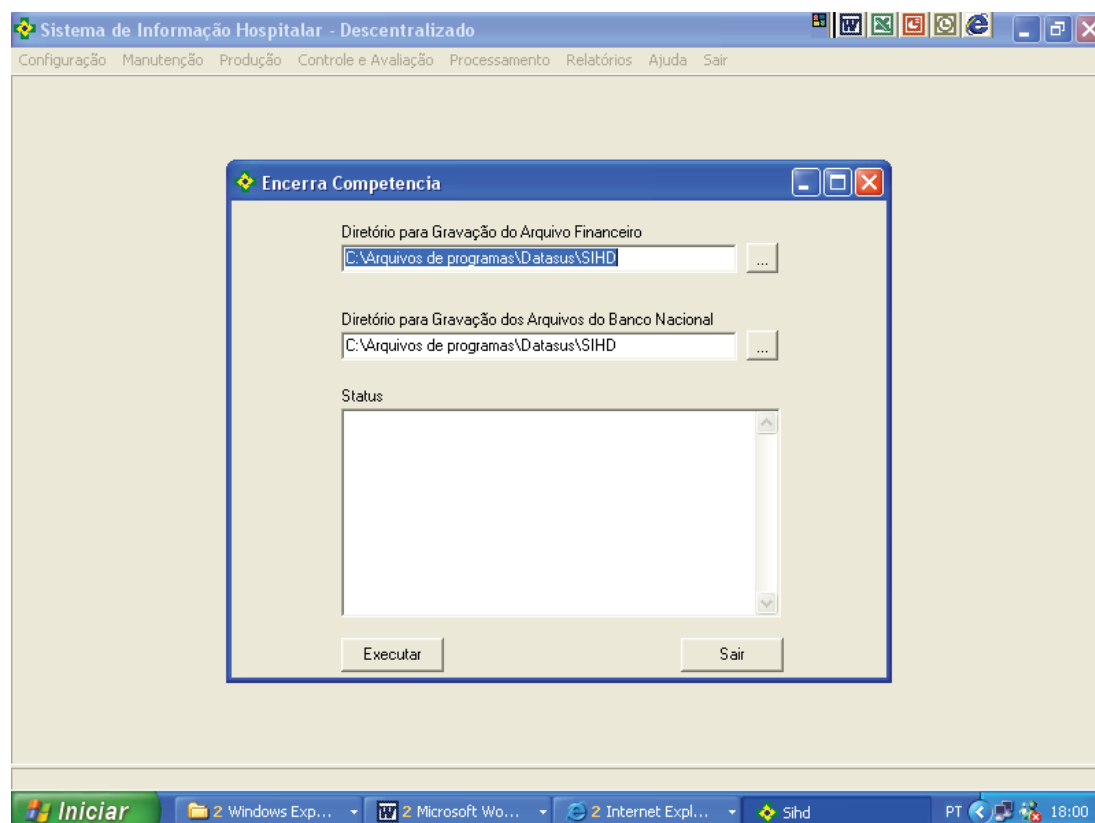 Sistema de Informação Hospitalar - Descentralizado
Configuração Manutenção Produção Controle e Avaliação Processamento Relatórios Ajuda Sair
Encerra Competencia
Diretório para Gravação do Arquivo Financeiro
C:\Arquivos de programas\Datasus\SIHD
...
Diretório para Gravação dos Arquivos do Banco Nacional
C:\Arquivos de programas\Datasus\SIHD
...
Status
Executar Sair
Iniciar 2 Windows Exp... 2 Microsoft Wo... 2 Internet Expl... Sihd PT 18:00